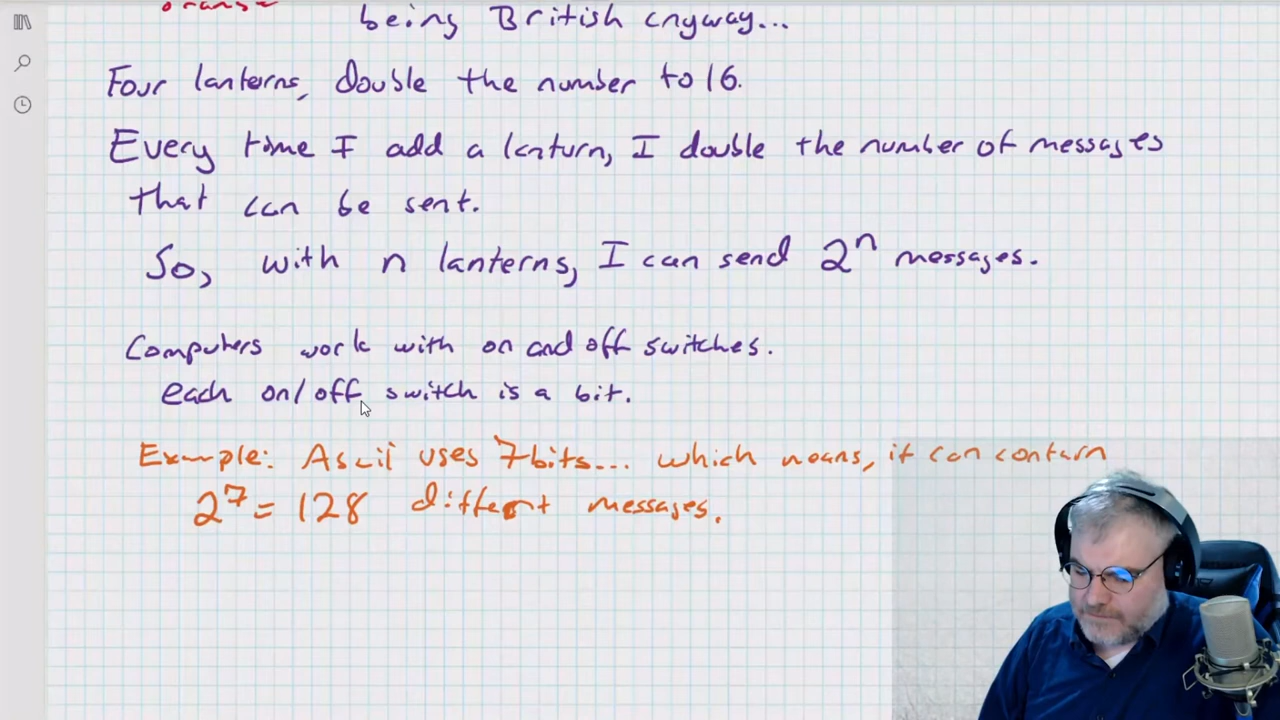 orange
being British anyway...
Four lanterns, double the number to 16.
Every time I add a lanturn, I double the number of messages
that can be sent.
So, with n lanterns, I can send 2ⁿ messages.
Computers work with on and off switches.
each on/off switch is a bit.
Example: Ascii uses 7 bits... which means, it can contain
2⁷ = 128 different messages.